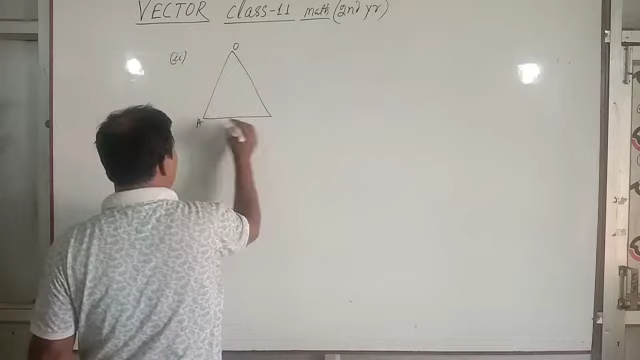 VECTOR class-11 math (2nd yr)
(ii)
O
A